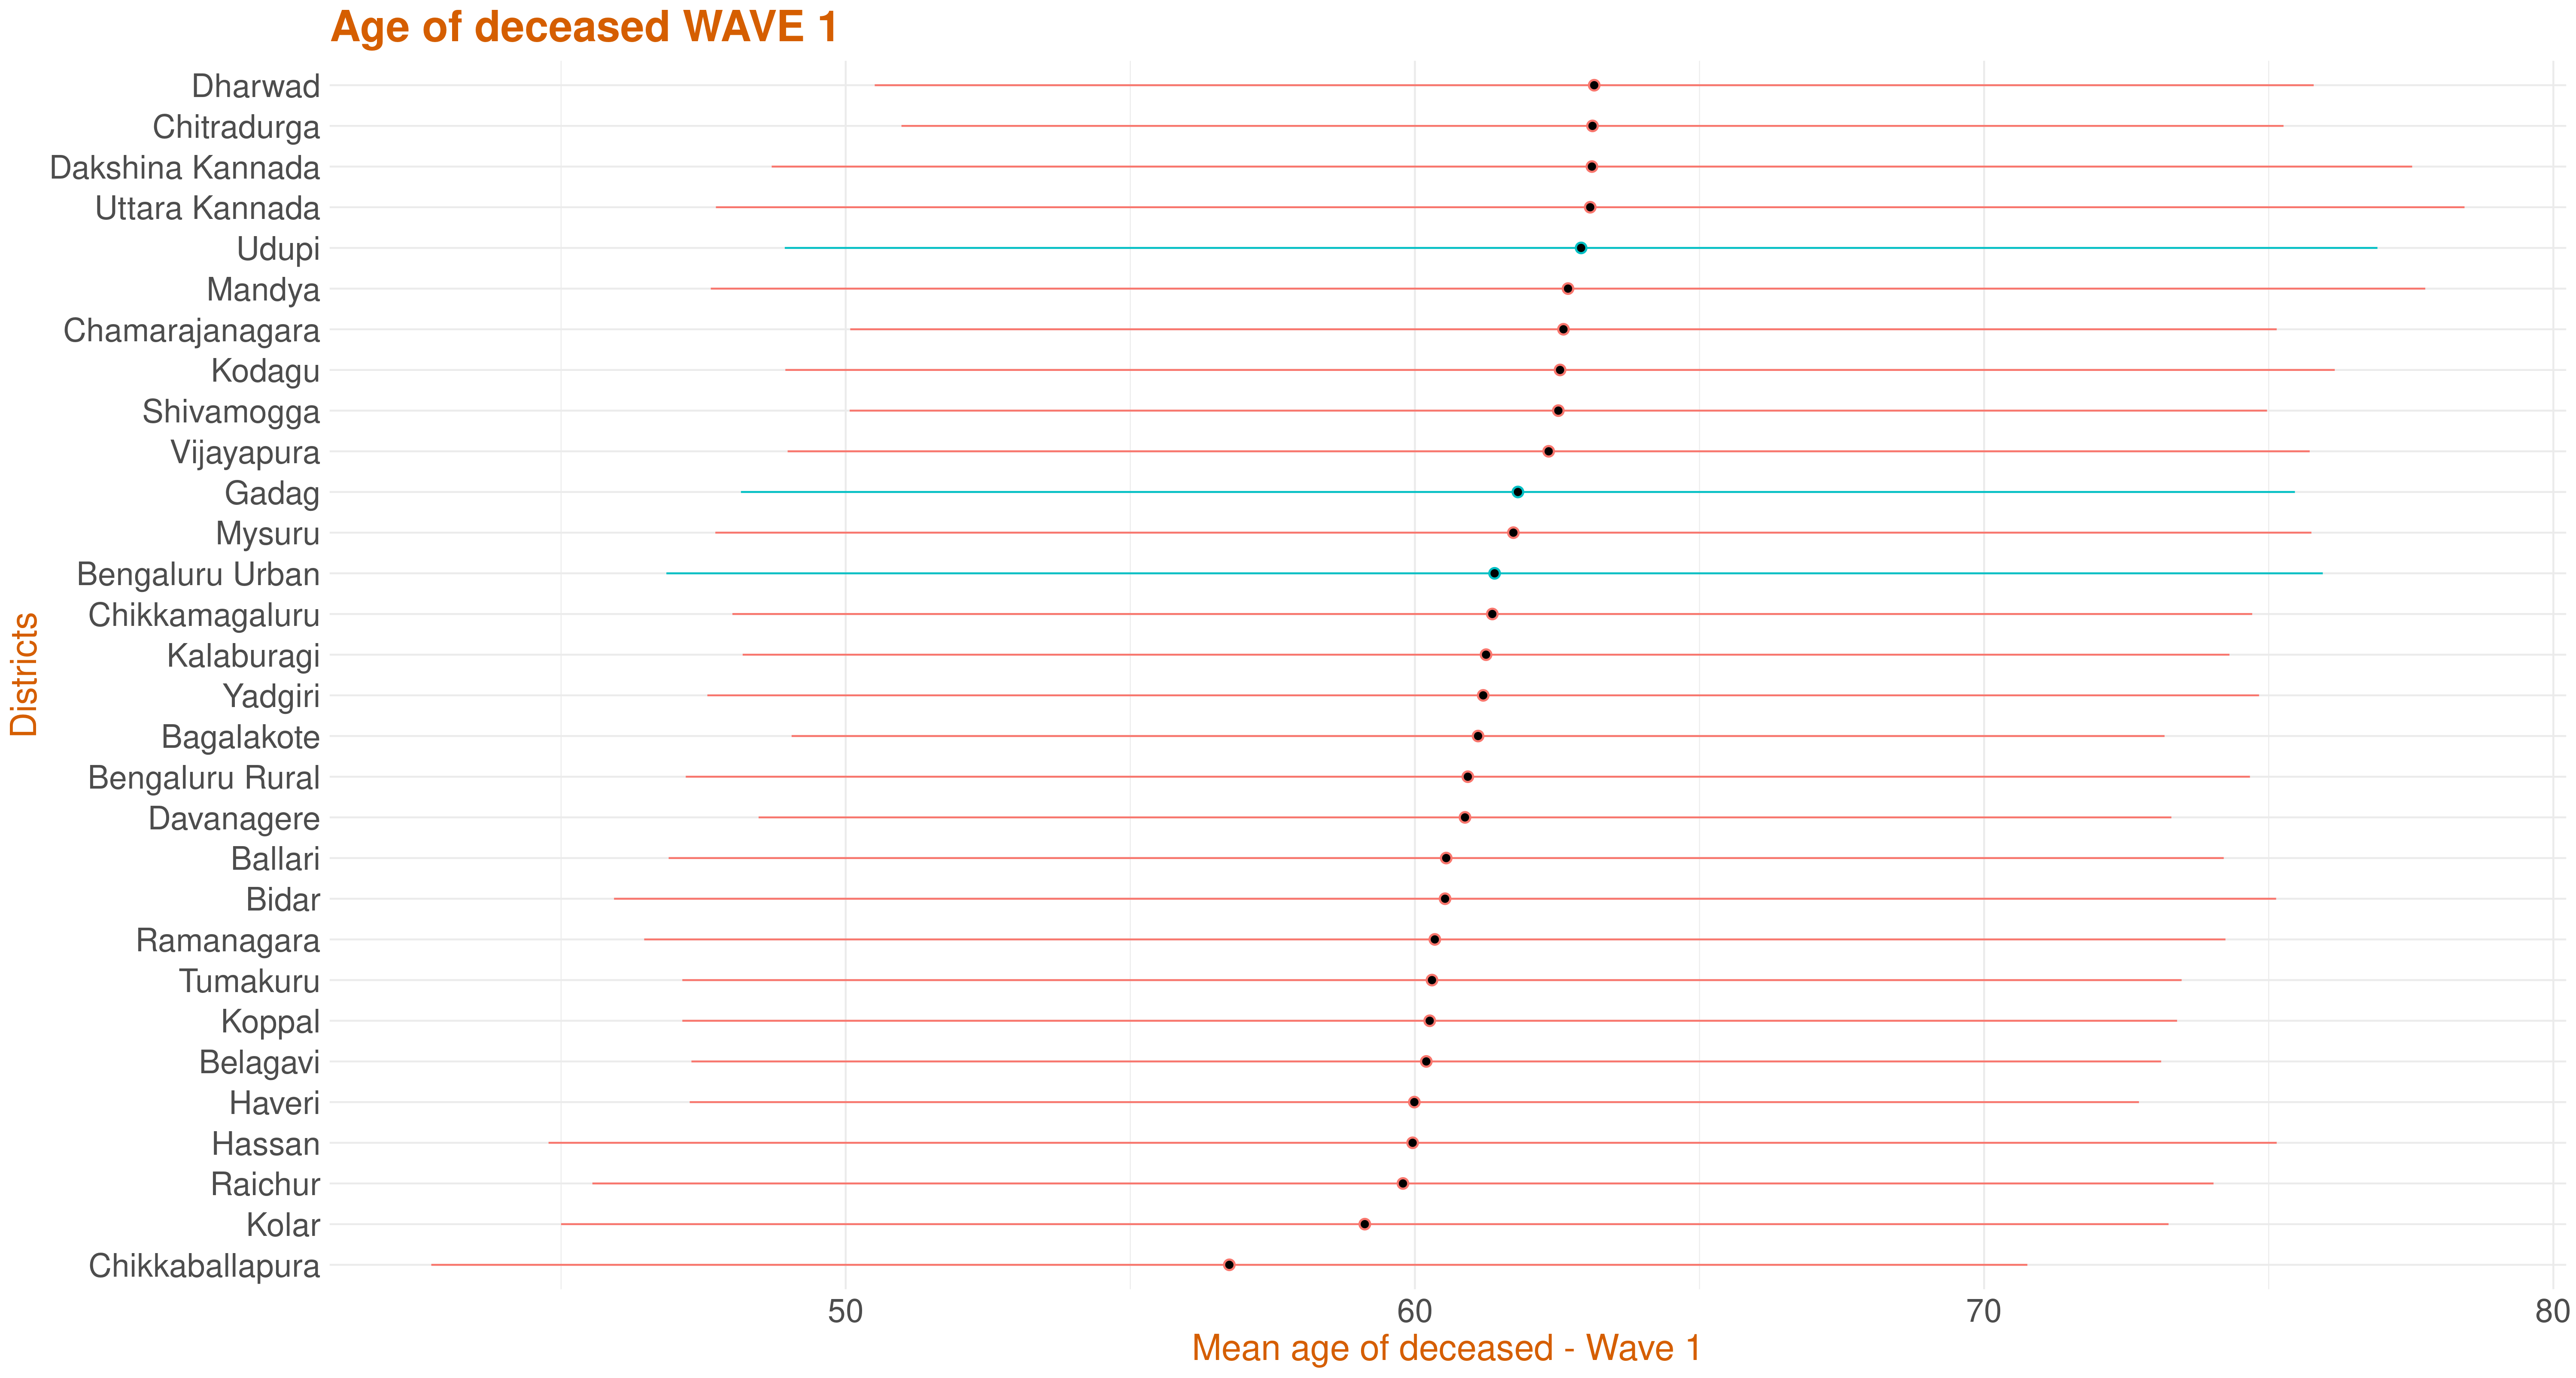 Age of deceased WAVE 1
Dharwad
Chitradurga
Dakshina Kannada
Uttara Kannada
Udupi
Mandya
Chamarajanagara
Kodagu
Shivamogga
Vijayapura
Gadag
Mysuru
Bengaluru Urban
Chikkamagaluru
Kalaburagi
Yadgiri
Bagalakote
Bengaluru Rural
Davanagere
Ballari
Bidar
Ramanagara
Tumakuru
Koppal
Belagavi
Haveri
Hassan
Raichur
Kolar
Chikkaballapura
Districts
50 60 70 80
Mean age of deceased - Wave 1